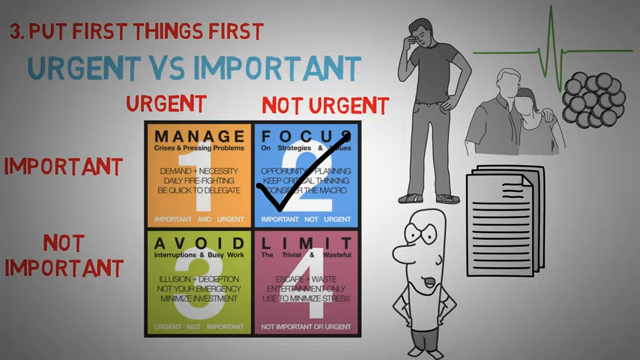 3. PUT FIRST THINGS FIRST
URGENT VS IMPORTANT
URGENT
NOT URGENT
IMPORTANT
MANAGE
Crises & Pressing Problems
1
DEMAND + NECESSITY
DAILY FIRE-FIGHTING
BE QUICK TO DELEGATE
IMPORTANT AND URGENT
FOCUS
On Strategies & Values
2
OPPORTUNITY PLANNING
KEEP CRITICAL THINKING
CONSIDER THE MACRO
IMPORTANT NOT URGENT
NOT
IMPORTANT
AVOID
Interruptions & Busy Work
3
ILLUSION + DECEPTION
NOT YOUR EMERGENCY
MINIMIZE INVESTMENT
URGENT NOT IMPORTANT
LIMIT
The Trivial & Wasteful
4
ESCAPE + WASTE
ENTERTAINMENT ONLY
USE TO MINIMIZE STRESS
NOT IMPORTANT OR URGENT